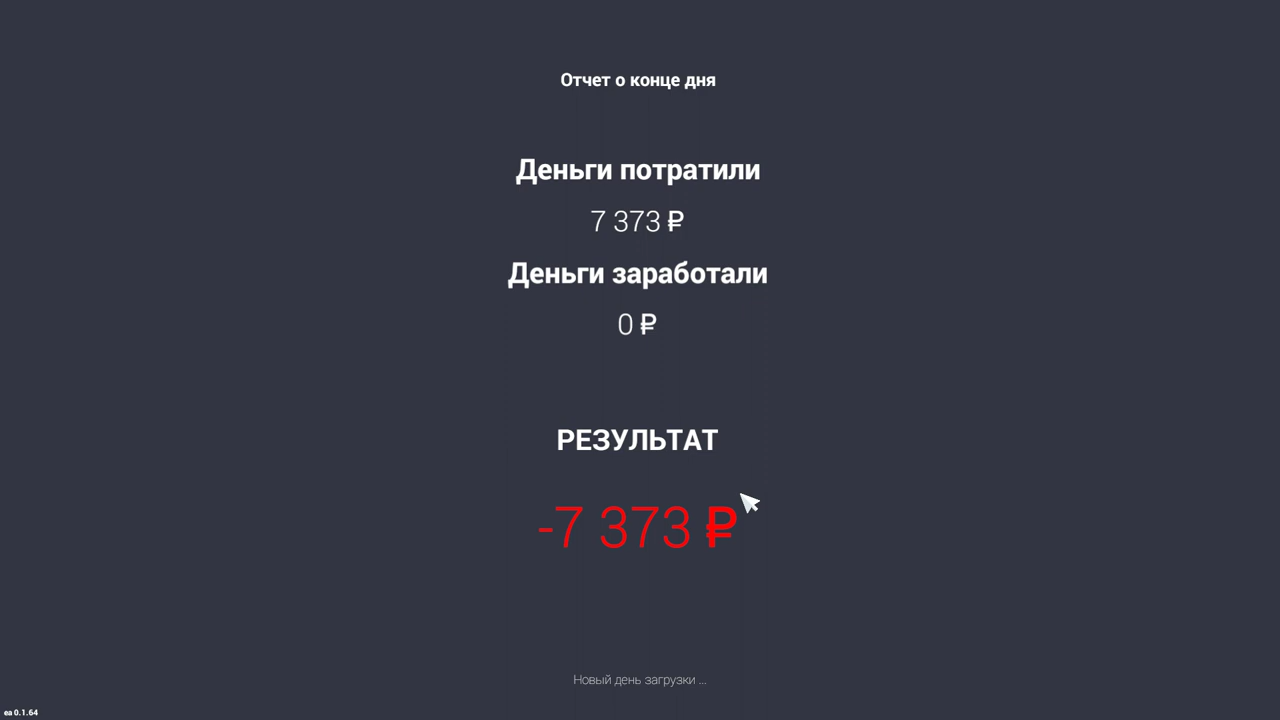 Отчет о конце дня
Деньги потратили
7 373 ₽
Деньги заработали
0 ₽
РЕЗУЛЬТАТ
-7 373 ₽
Новый день загрузки ...
ea 0.1.64